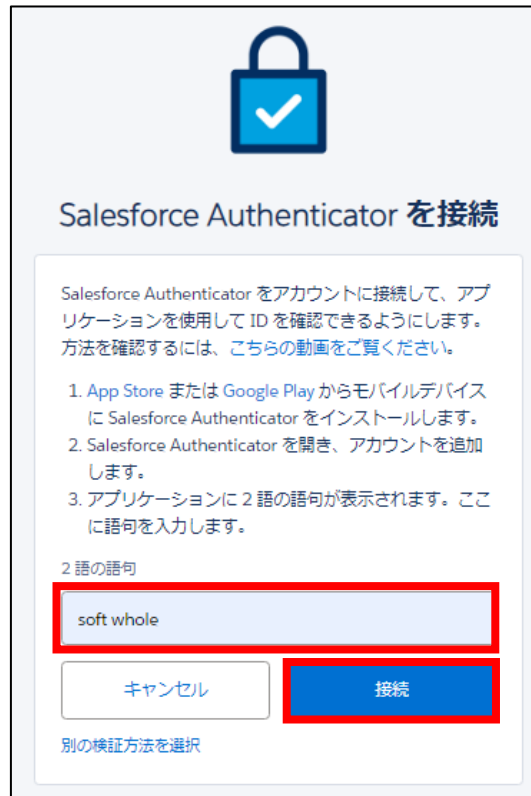 Salesforce Authenticator を接続
Salesforce Authenticator をアカウントに接続して、アプ
リケーションを使用して ID を確認できるようにします。
方法を確認するには、こちらの動画をご覧ください。
1. App Store または Google Play からモバイルデバイス
に Salesforce Authenticator をインストールします。
2. Salesforce Authenticator を開き、アカウントを追加
します。
3. アプリケーションに 2 語の語句が表示されます。ここ
に語句を入力します。
2 語の語句
soft whole
キャンセル 接続
別の検証方法を選択